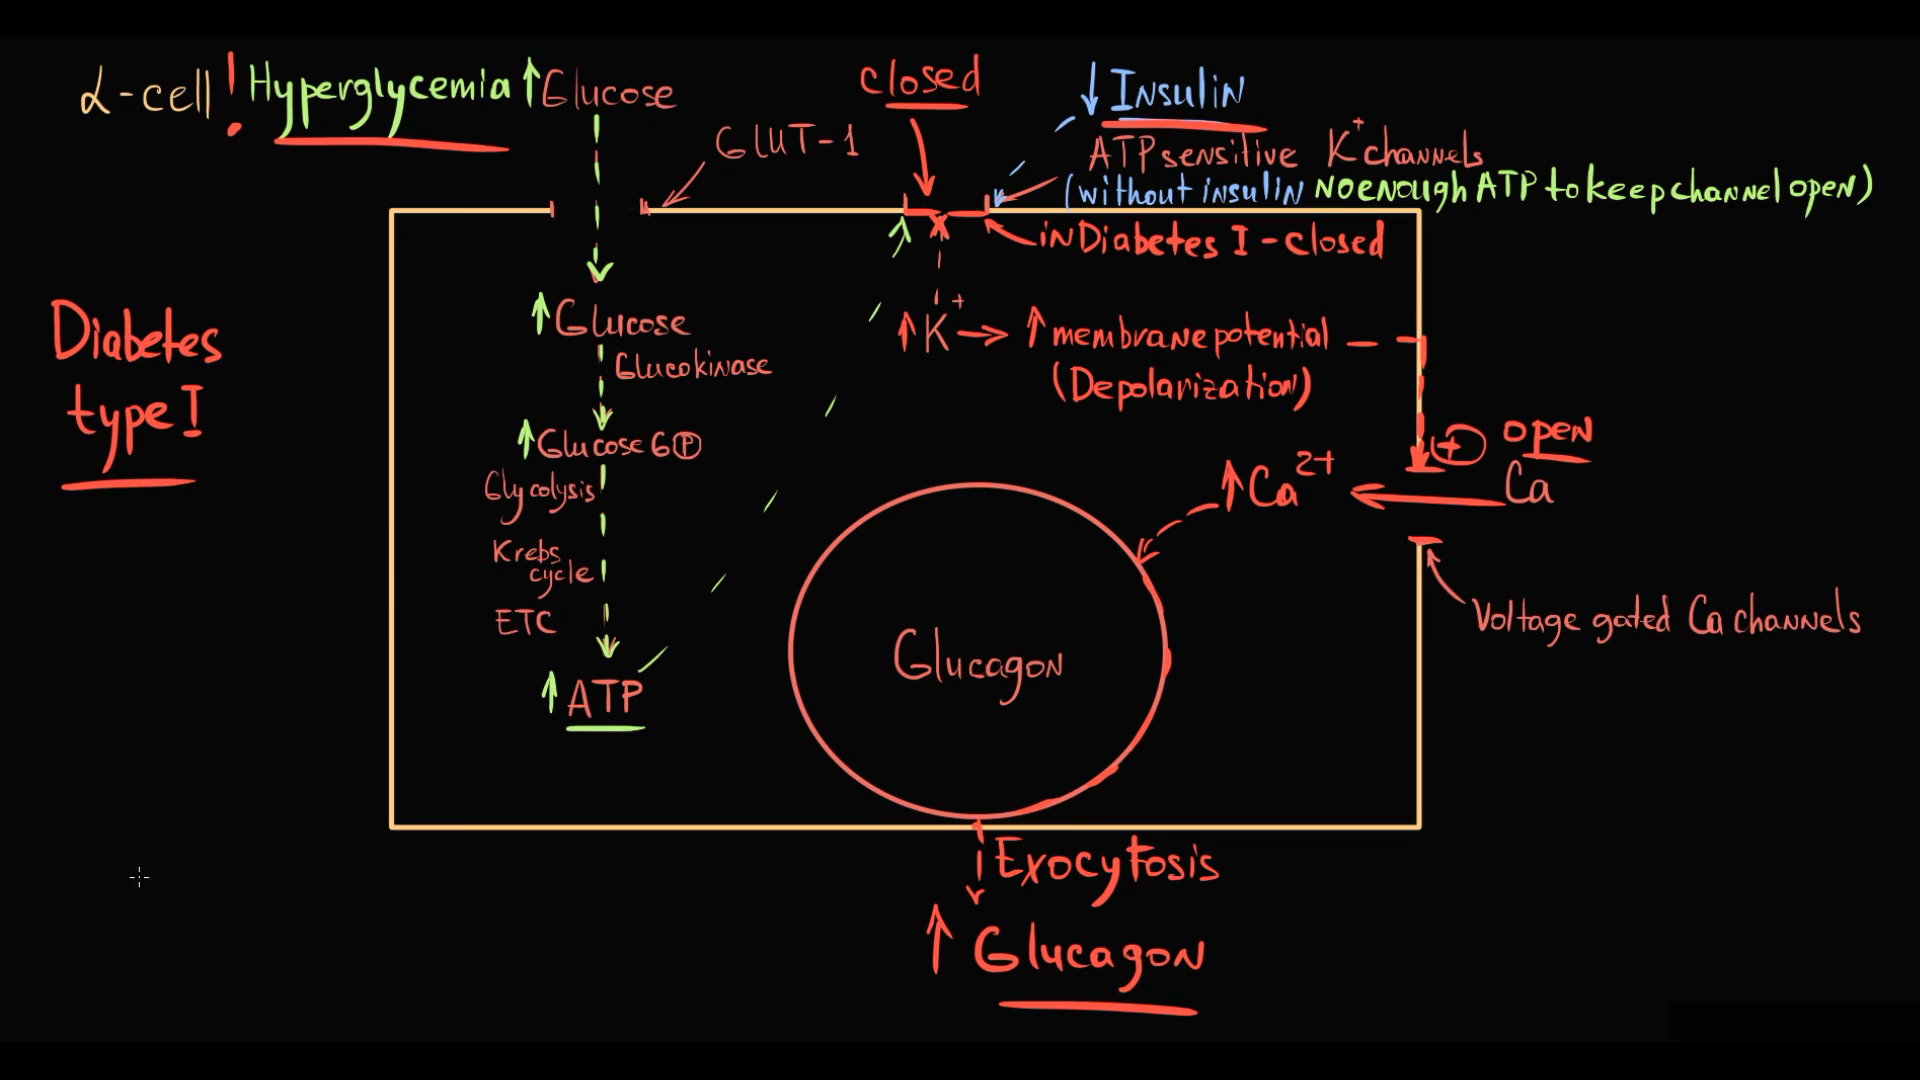 α-cell ! Hyperglycemia ↑Glucose
closed
↓ Insulin
GLUT-1
ATP sensitive K+ channels
(without insulin no enough ATP to keep channel open)
in Diabetes I - closed
Diabetes
type I
↑Glucose
Glucokinase
↑K+ → ↑membrane potential
(Depolarization)
↑Glucose 6 P
Glycolysis
Krebs
cycle
ETC
↑ATP
+ open
↑Ca2+ ← Ca
Voltage gated Ca channels
Glucagon
Exocytosis
↑ Glucagon